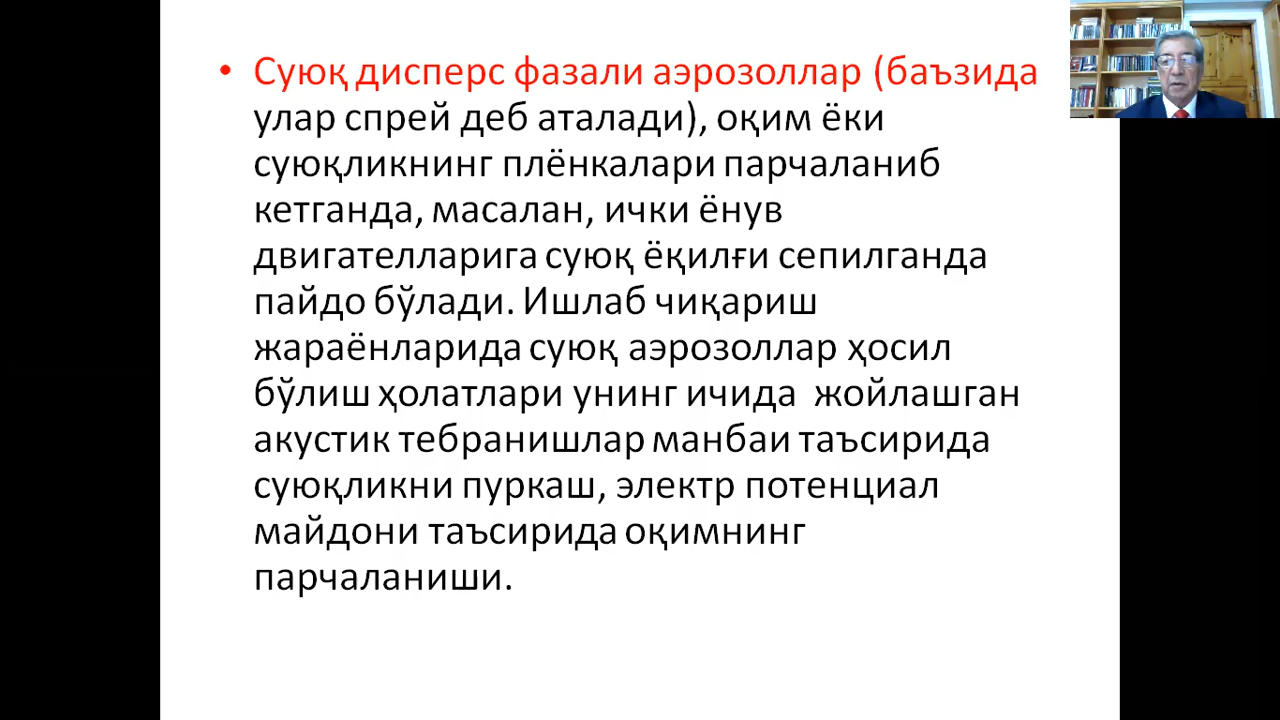 • Суюқ дисперс фазали аэрозоллар (баъзида
улар спрей деб аталади), оқим ёки
суюқликнинг плёнкалари парчаланиб
кетганда, масалан, ички ёнув
двигателларига суюқ ёқилғи сепилганда
пайдо бўлади. Ишлаб чиқариш
жараёнларида суюқ аэрозоллар ҳосил
бўлиш ҳолатлари унинг ичида жойлашган
акустик тебранишлар манбаи таъсирида
суюқликни пуркаш, электр потенциал
майдони таъсирида оқимнинг
парчаланиши.